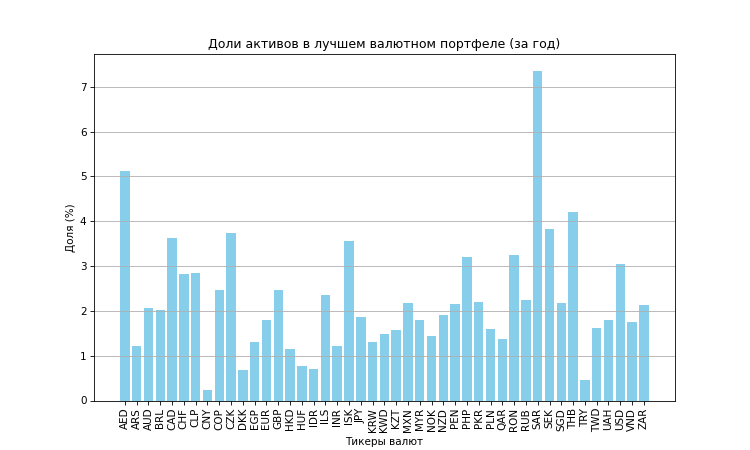 Доли активов в лучшем валютном портфеле (за год)
Доля (%)
7
6
5
4
3
2
1
0
AED ARS AUD BRL CAD CHF CLP CNY COP CZK DKK EGP EUR GBP HKD HUF IDR ILS INR ISK JPY KRW KWD KZT MXN MYR NOK NZD PEN PHP PKR PLN QAR RON RUB SAR SEK SGD THB TRY TWD UAH USD VND ZAR
Тикеры валют